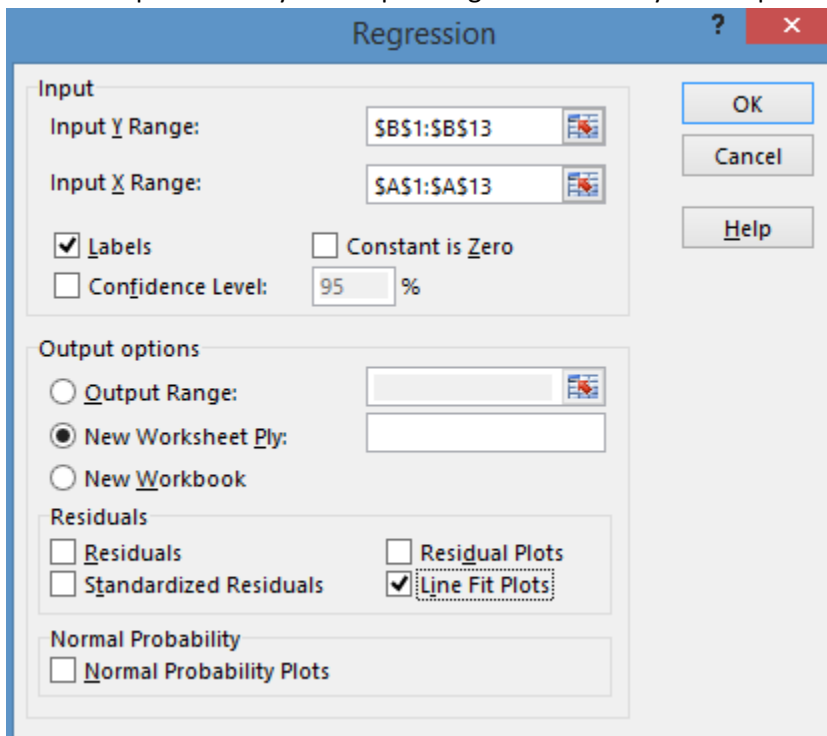 Regression
?
×
Input
Input Y Range:
$B$1:$B$13
Input X Range:
$A$1:$A$13
Labels
Constant is Zero
Confidence Level:
95
%
OK
Cancel
Help
Output options
Output Range:
New Worksheet Ply:
New Workbook
Residuals
Residuals
Residual Plots
Standardized Residuals
Line Fit Plots
Normal Probability
Normal Probability Plots